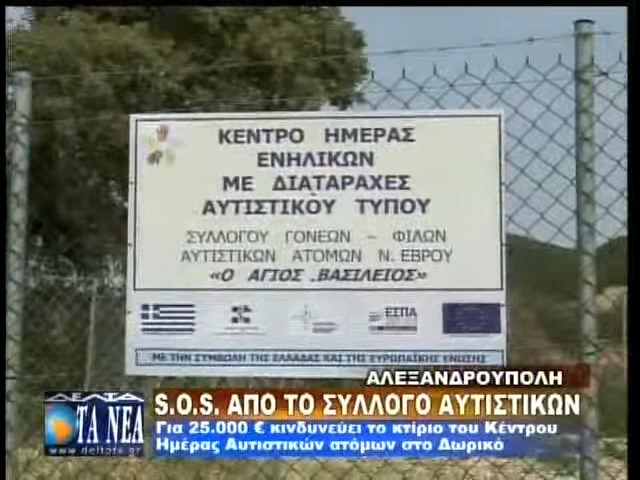 ΚΕΝΤΡΟ ΗΜΕΡΑΣ
ΕΝΗΛΙΚΩΝ
ΜΕ ΔΙΑΤΑΡΑΧΕΣ
ΑΥΤΙΣΤΙΚΟΥ ΤΥΠΟΥ
ΣΥΛΛΟΓΟΥ ΓΟΝΕΩΝ – ΦΙΛΩΝ
ΑΥΤΙΣΤΙΚΩΝ ΑΤΟΜΩΝ Ν. ΕΒΡΟΥ
«Ο ΑΓΙΟΣ ΒΑΣΙΛΕΙΟΣ»
ΕΣΠΑ
ΜΕ ΤΗΝ ΣΥΜΒΟΛΗ ΤΗΣ ΕΛΛΑΔΑΣ ΚΑΙ ΤΗΣ ΕΥΡΩΠΑΪΚΗΣ ΕΝΩΣΗΣ
ΑΛΕΞΑΝΔΡΟΥΠΟΛΗ
ΔΕΛΤΑ
ΤΑ ΝΕΑ
www.deltatv.gr
S.O.S. ΑΠΟ ΤΟ ΣΥΛΛΟΓΟ ΑΥΤΙΣΤΙΚΩΝ
Για 25.000 € κινδυνεύει το κτίριο του Κέντρου
Ημέρας Αυτιστικών ατόμων στο Δωρικό